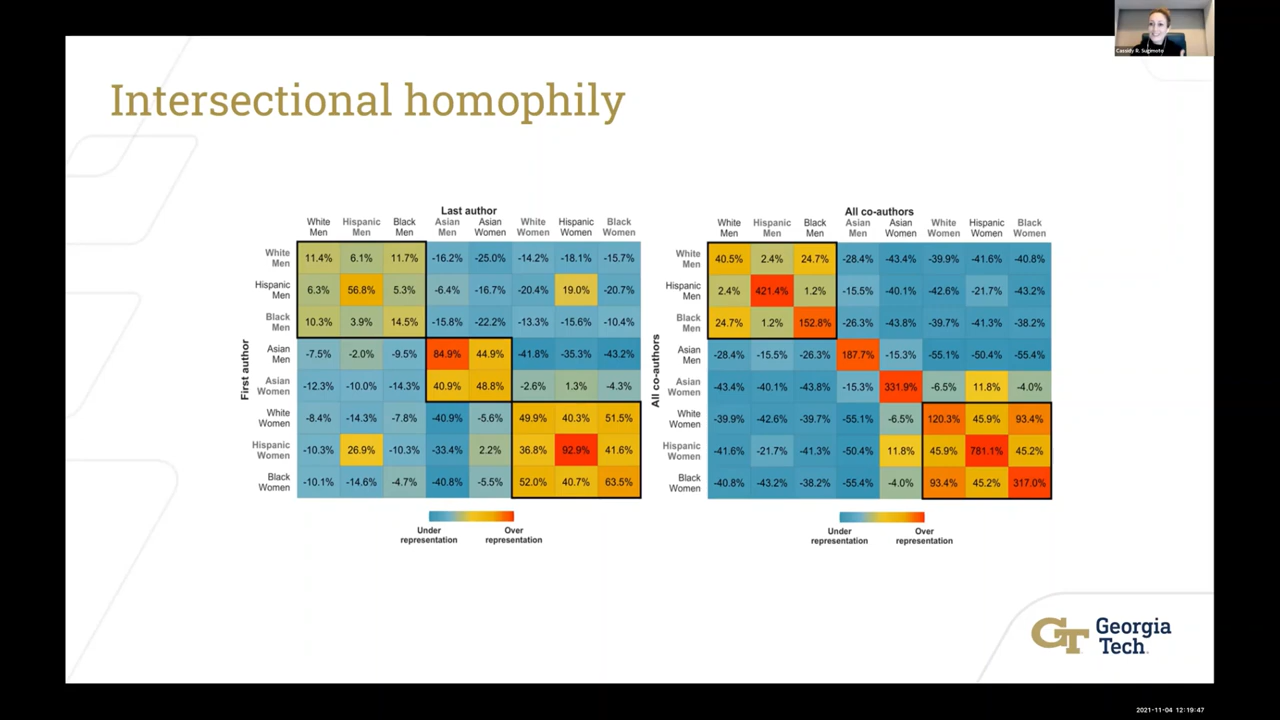 Cassidy R. Sugimoto
Intersectional homophily
Last author
White Men Hispanic Men Black Men Asian Men Asian Women White Women Hispanic Women Black Women
First author
White Men 11.4% 6.1% 11.7% -16.2% -25.0% -14.2% -18.1% -15.7%
Hispanic Men 6.3% 56.8% 5.3% -6.4% -16.7% -20.4% 19.0% -20.7%
Black Men 10.3% 3.9% 14.5% -15.8% -22.2% -13.3% -15.6% -10.4%
Asian Men -7.5% -2.0% -9.5% 84.9% 44.9% -41.8% -35.3% -43.2%
Asian Women -12.3% -10.0% -14.3% 40.9% 48.8% -2.6% 1.3% -4.3%
White Women -8.4% -14.3% -7.8% -40.9% -5.6% 49.9% 40.3% 51.5%
Hispanic Women -10.3% 26.9% -10.3% -33.4% 2.2% 36.8% 92.9% 41.6%
Black Women -10.1% -14.6% -4.7% -40.8% -5.5% 52.0% 40.7% 63.5%
Under representation
Over representation
All co-authors
White Men Hispanic Men Black Men Asian Men Asian Women White Women Hispanic Women Black Women
All co-authors
White Men 40.5% 2.4% 24.7% -28.4% -43.4% -39.9% -41.6% -40.8%
Hispanic Men 2.4% 421.4% 1.2% -15.5% -40.1% -42.6% -21.7% -43.2%
Black Men 24.7% 1.2% 152.8% -26.3% -43.8% -39.7% -41.3% -38.2%
Asian Men -28.4% -15.5% -26.3% 187.7% -15.3% -55.1% -50.4% -55.4%
Asian Women -43.4% -40.1% -43.8% -15.3% 331.9% -6.5% 11.8% -4.0%
White Women -39.9% -42.6% -39.7% -55.1% -6.5% 120.3% 45.9% 93.4%
Hispanic Women -41.6% -21.7% -41.3% -50.4% 11.8% 45.9% 781.1% 45.2%
Black Women -40.8% -43.2% -38.2% -55.4% -4.0% 93.4% 45.2% 317.0%
Under representation
Over representation
GT Georgia
Tech
2021-11-04 12:19:47